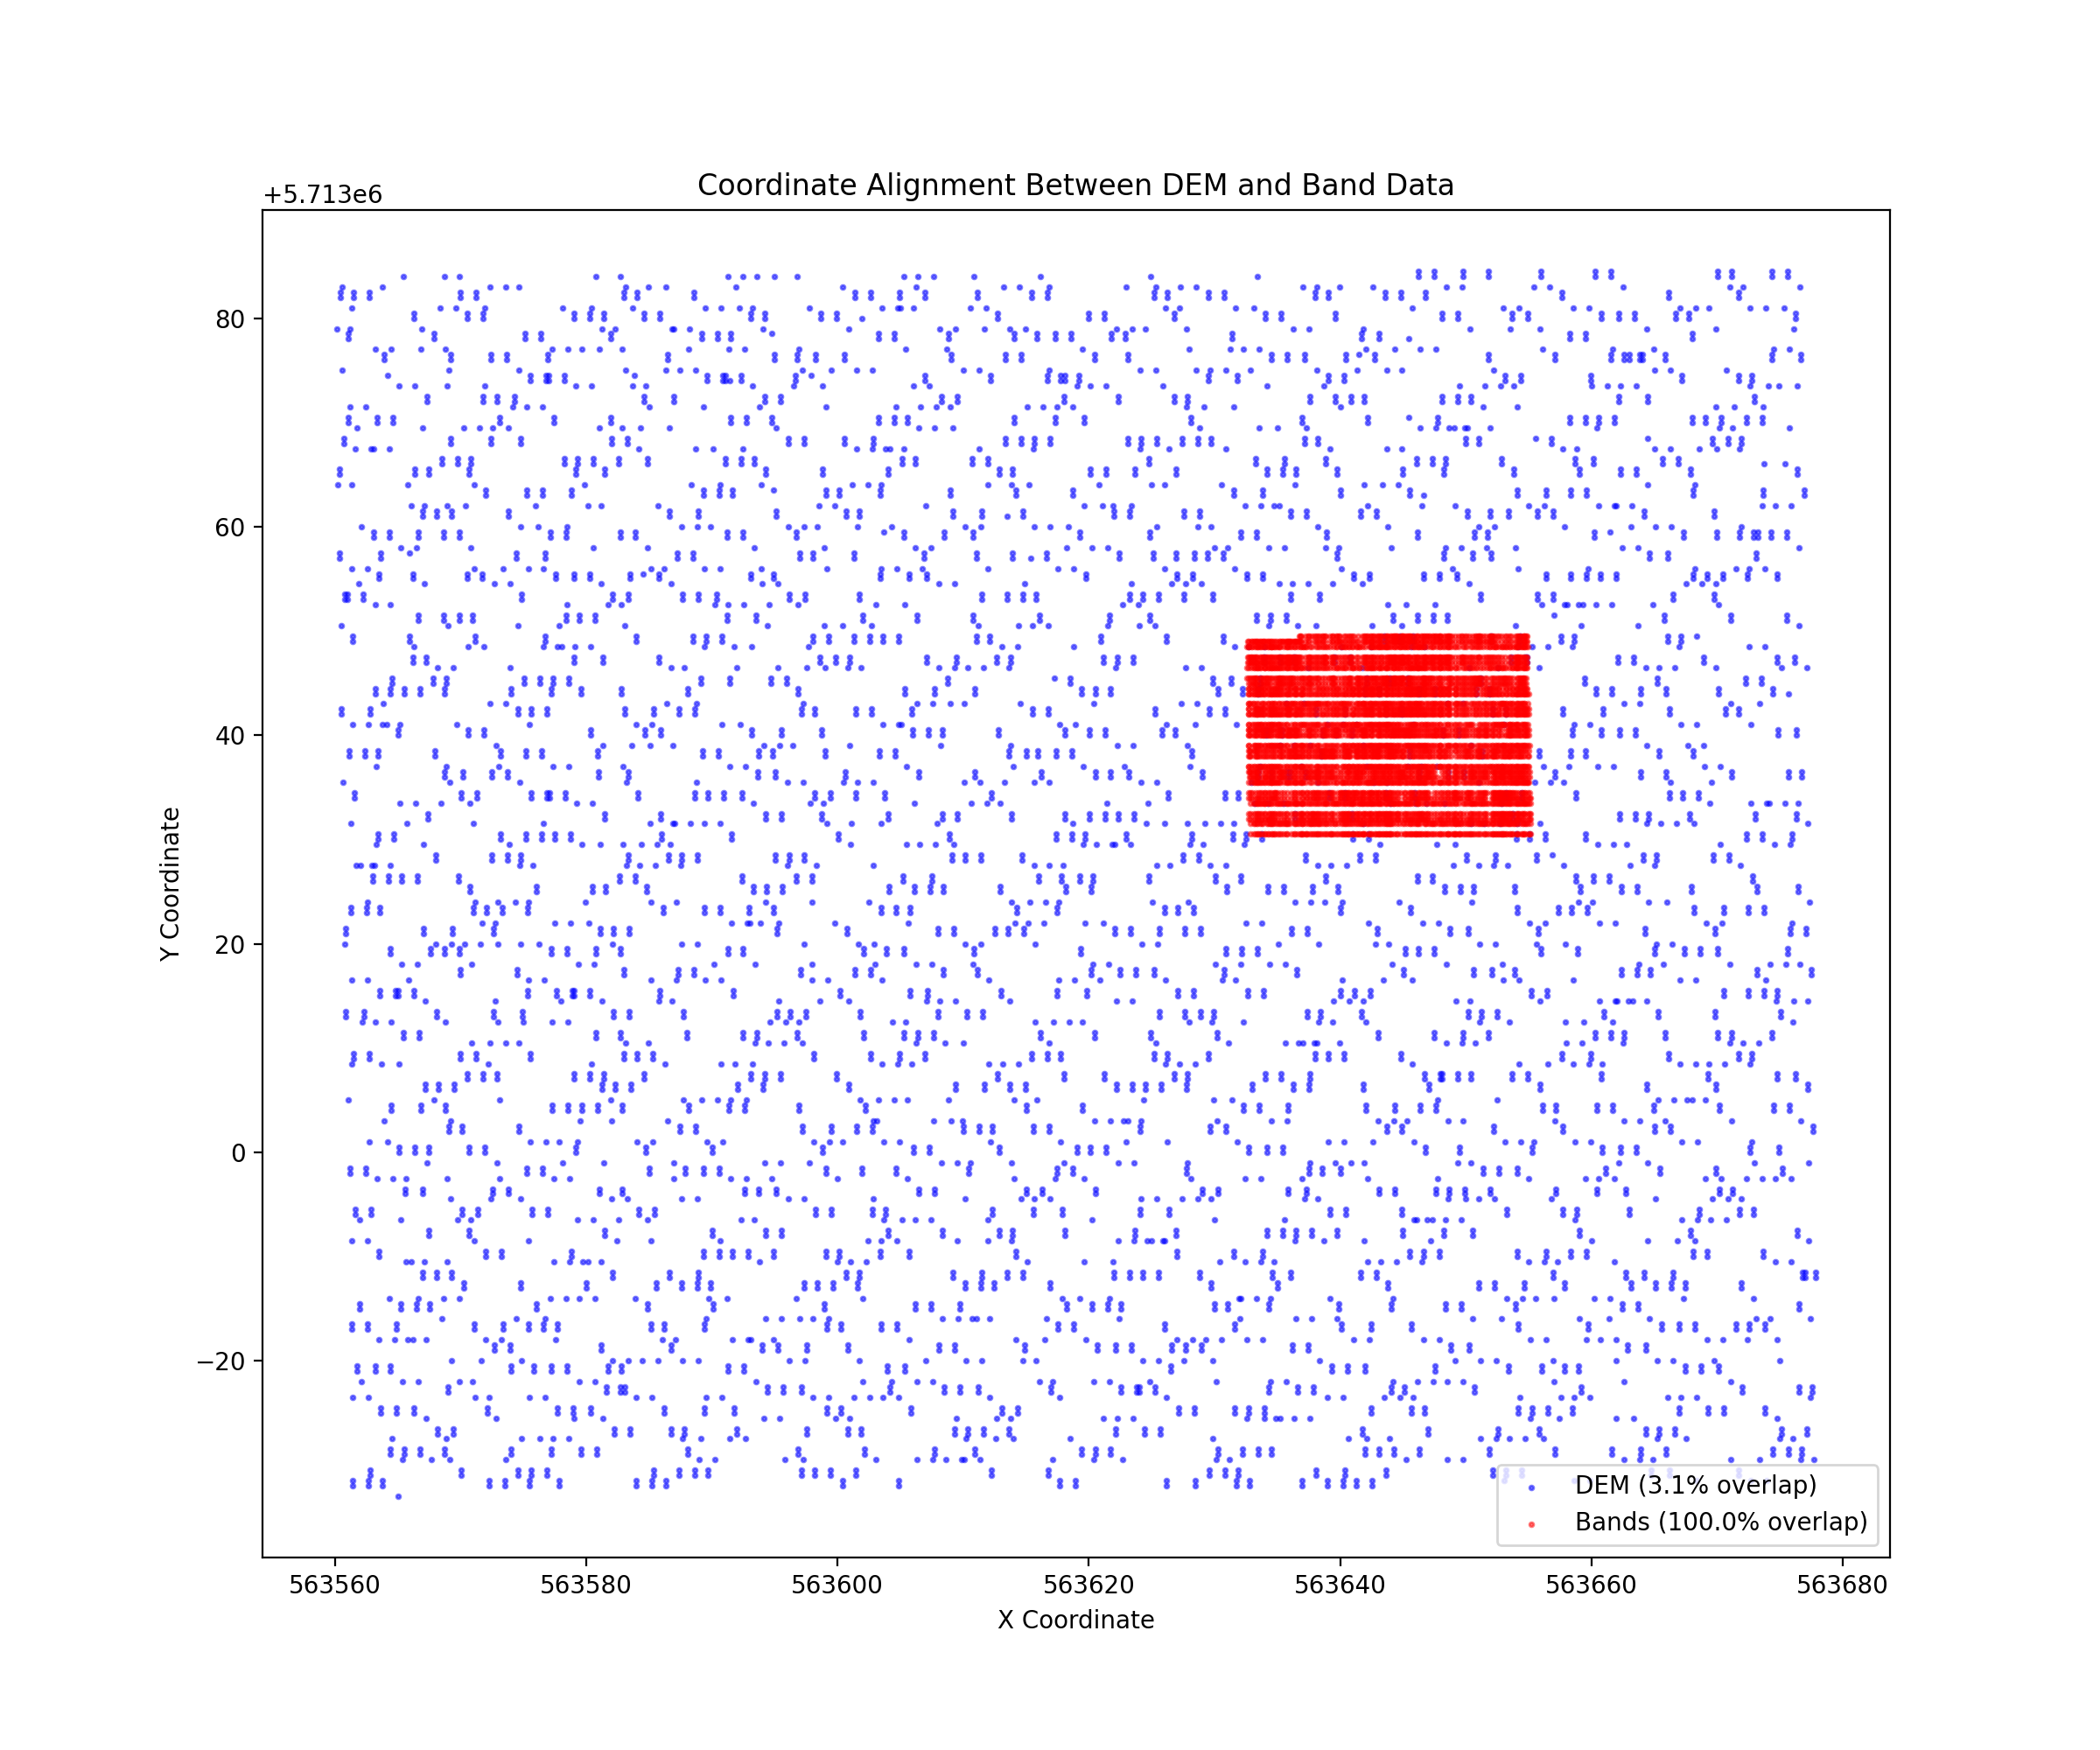 Coordinate Alignment Between DEM and Band Data
+5.713e6
80
60
40
20
0
−20
Y Coordinate
563560 563580 563600 563620 563640 563660 563680
X Coordinate
DEM (3.1% overlap)
Bands (100.0% overlap)